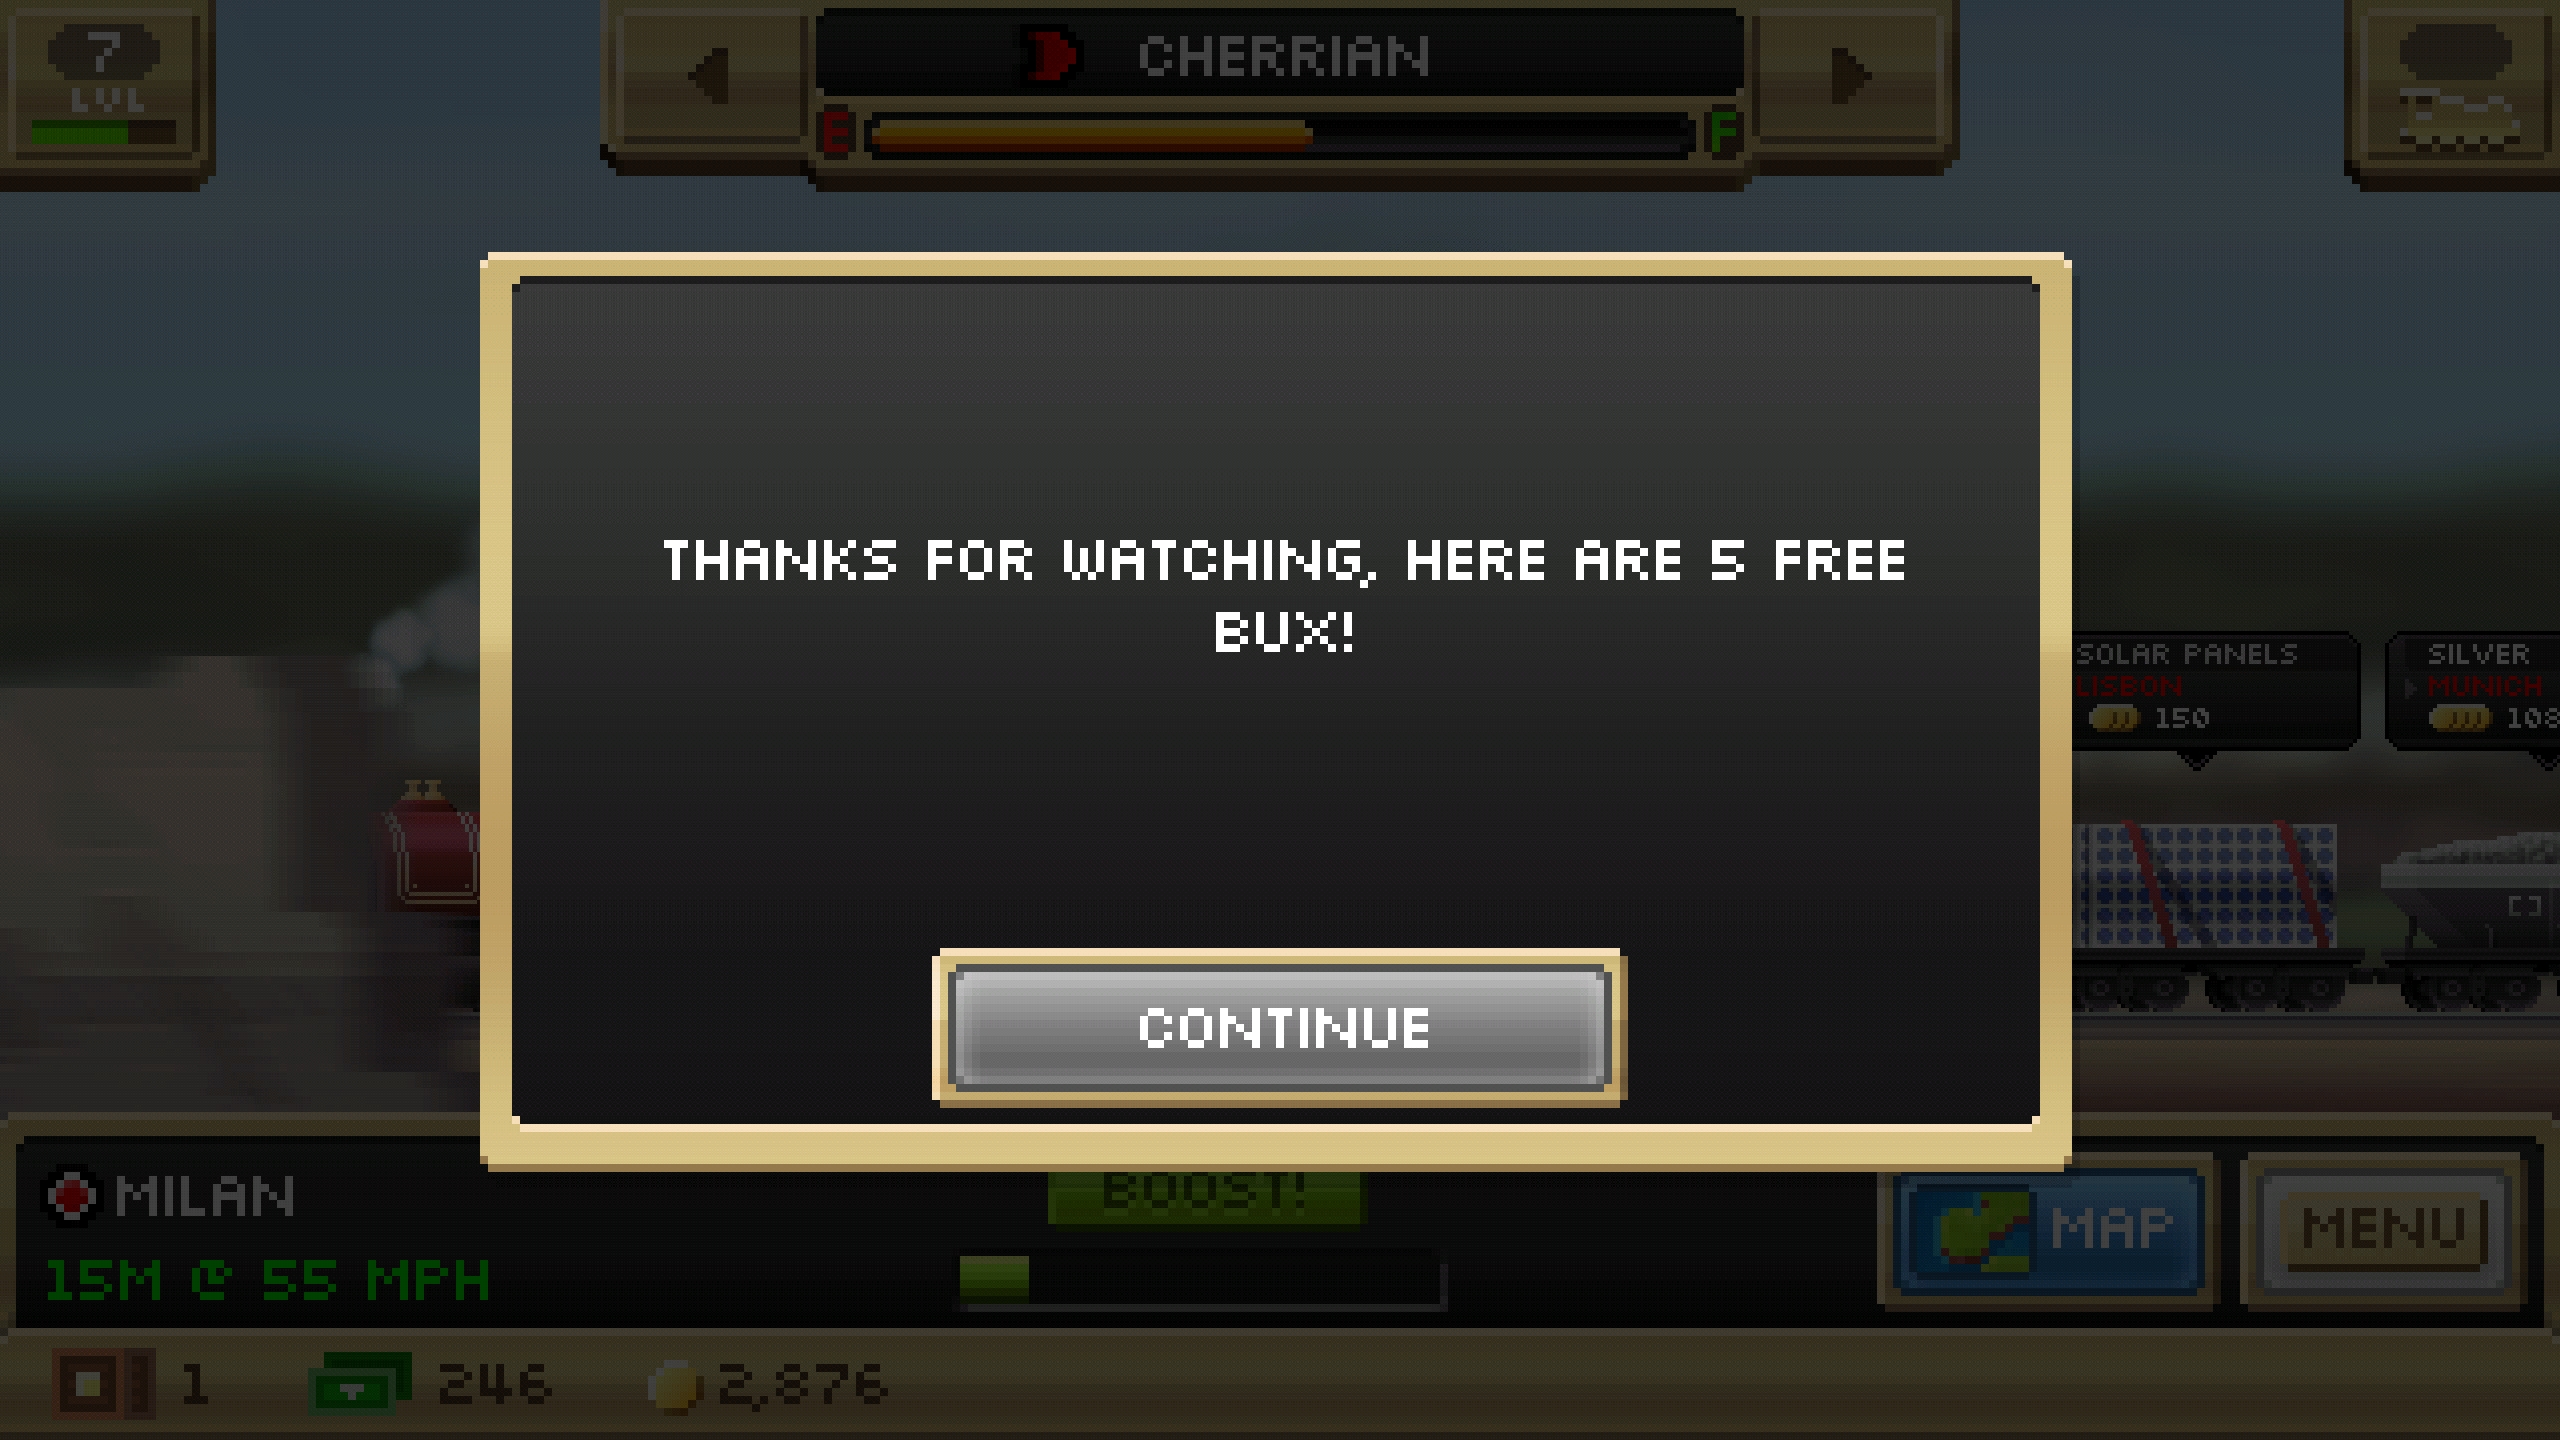 7
LVL
CHERRIAN
E
F
THANKS FOR WATCHING, HERE ARE 5 FREE
BUX!
SOLAR PANELS
LISBON
150
SILVER
MUNICH
108
CONTINUE
MILAN
15M @ 55 MPH
BOOST!
MAP
MENU
1
246
2,876